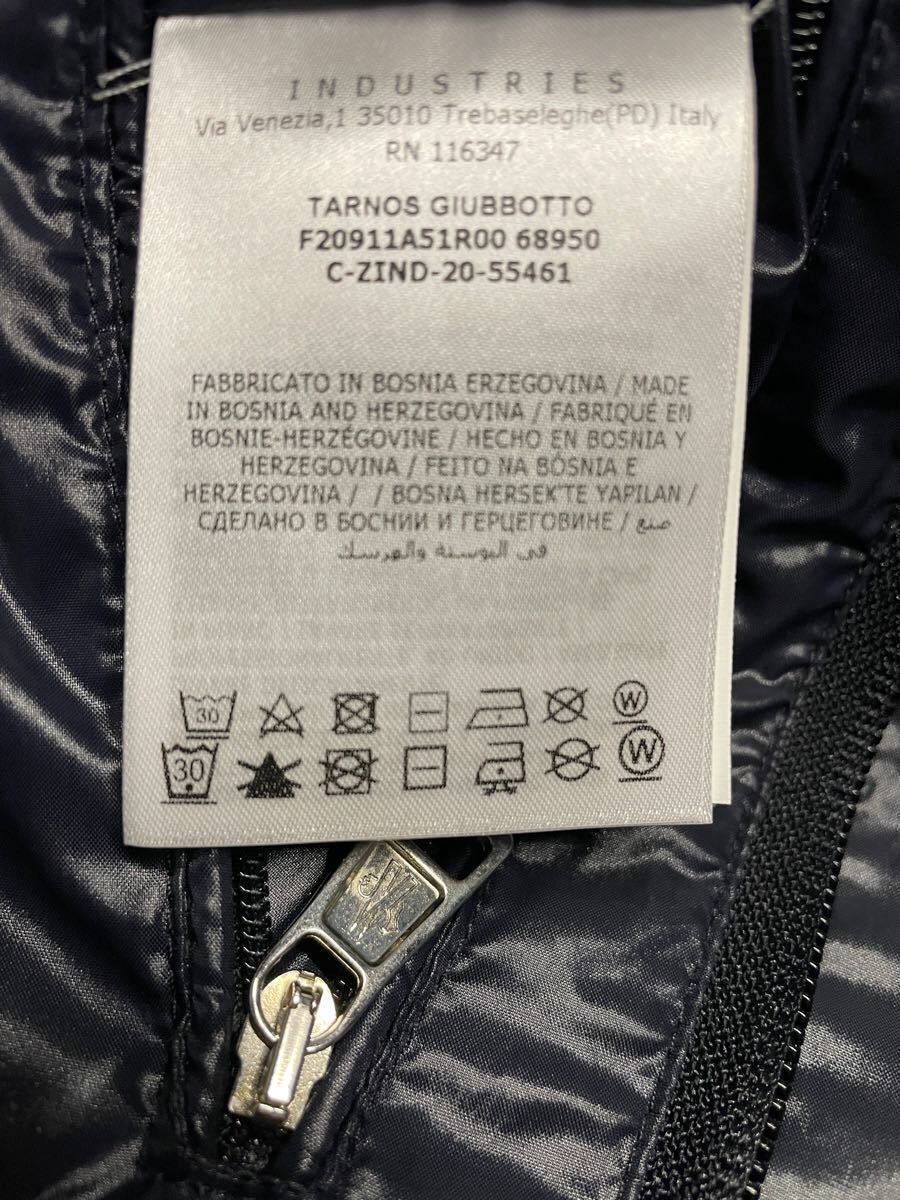 INDUSTRIES
Via Venezia,1 35010 Trebaseleghe(PD) Italy
RN 116347
TARNOS GIUBBOTTO
F20911A51R00 68950
C-ZIND-20-55461
FABBRICATO IN BOSNIA ERZEGOVINA / MADE
IN BOSNIA AND HERZEGOVINA / FABRIQUÉ EN
BOSNIE-HERZÉGOVINE / HECHO EN BOSNIA Y
HERZEGOVINA / FEITO NA BÓSNIA E
HERZEGOVINA / / BOSNA HERSEK'TE YAPILAN /
СДЕЛАНО В БОСНИИ И ГЕРЦЕГОВИНЕ / صنع
في البوسنة والهرسك
30 W
30 W